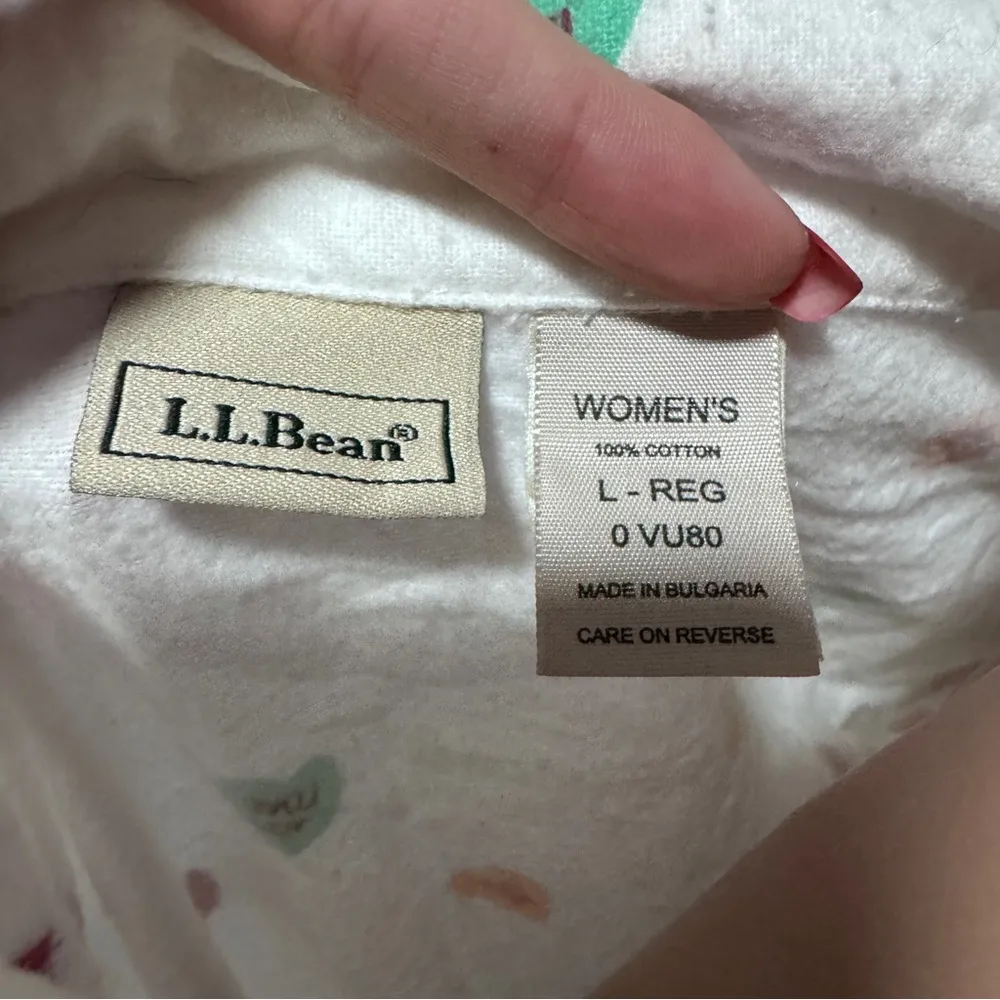 L.L.Bean®
WOMEN'S
100% COTTON
L - REG
0 VU80
MADE IN BULGARIA
CARE ON REVERSE